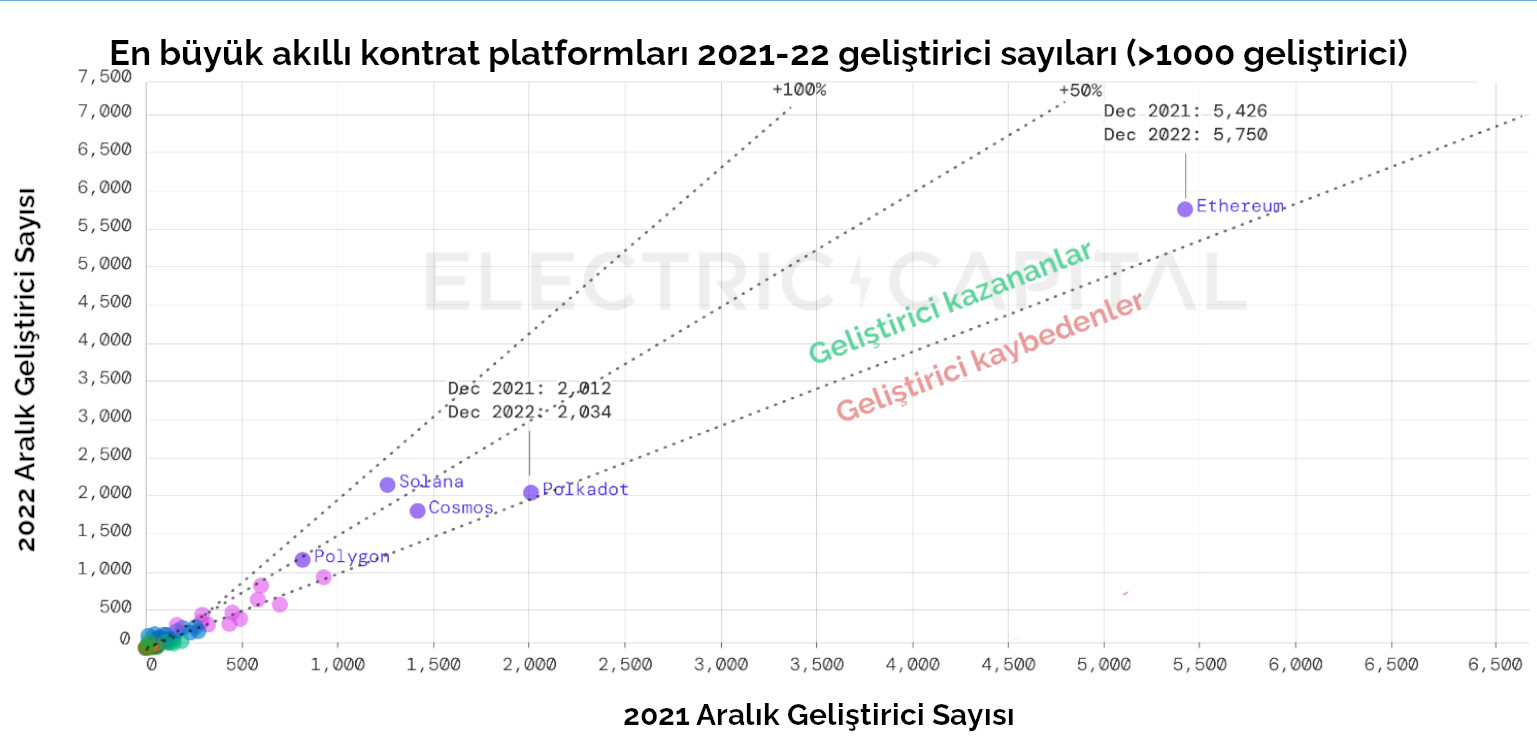 En büyük akıllı kontrat platformları 2021-22 geliştirici sayıları (>1000 geliştirici)
7,500
7,000
6,500
6,000
5,500
5,000
4,500
4,000
3,500
3,000
2,500
2,000
1,500
1,000
500
0
2022 Aralık Geliştirici Sayısı
+100%
+50%
Dec 2021: 5,426
Dec 2022: 5,750
Ethereum
ELECTRIC CAPITAL
Geliştirici kazananlar
Geliştirici kaybedenler
Dec 2021: 2,012
Dec 2022: 2,034
Solana
Polkadot
Cosmos
Polygon
0 500 1,000 1,500 2,000 2,500 3,000 3,500 4,000 4,500 5,000 5,500 6,000 6,500 6,500
2021 Aralık Geliştirici Sayısı